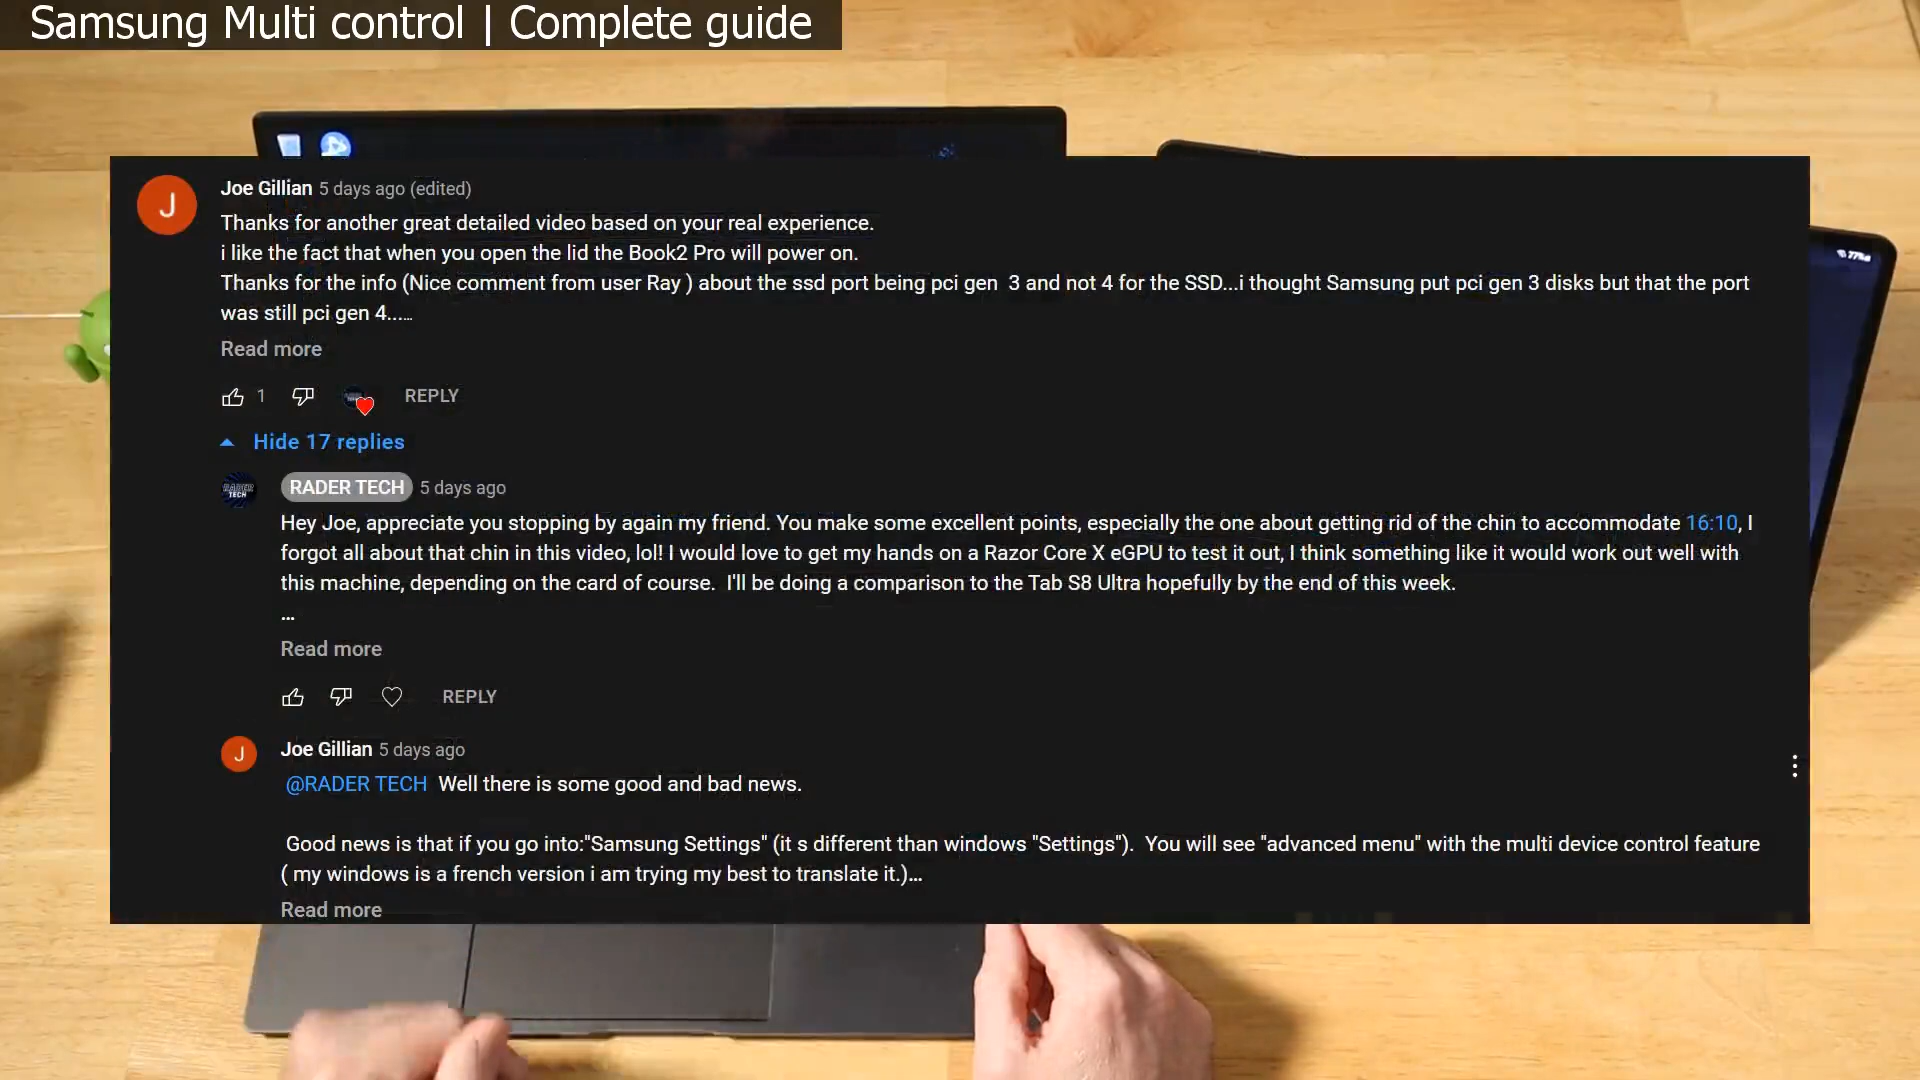 Samsung Multi control | Complete guide
77%
J
Joe Gillian 5 days ago (edited)
Thanks for another great detailed video based on your real experience.
i like the fact that when you open the lid the Book2 Pro will power on.
Thanks for the info (Nice comment from user Ray ) about the ssd port being pci gen  3 and not 4 for the SSD...i thought Samsung put pci gen 3 disks but that the port
was still pci gen 4......
Read more
1 REPLY
Hide 17 replies
RADER TECH
RADER TECH 5 days ago
Hey Joe, appreciate you stopping by again my friend. You make some excellent points, especially the one about getting rid of the chin to accommodate 16:10, I
forgot all about that chin in this video, lol! I would love to get my hands on a Razor Core X eGPU to test it out, I think something like it would work out well with
this machine, depending on the card of course.  I'll be doing a comparison to the Tab S8 Ultra hopefully by the end of this week.
...
Read more
REPLY
J
Joe Gillian 5 days ago
@RADER TECH  Well there is some good and bad news.
Good news is that if you go into:"Samsung Settings" (it s different than windows "Settings").  You will see "advanced menu" with the multi device control feature
( my windows is a french version i am trying my best to translate it.)...
Read more